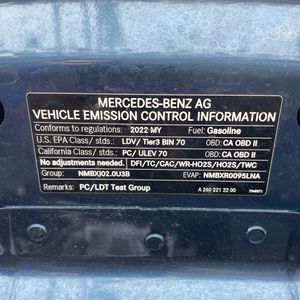 MERCEDES-BENZ AG
VEHICLE EMISSION CONTROL INFORMATION
Conforms to regulations: 2022 MY Fuel: Gasoline
U.S. EPA Class/ stds.: LDV/ Tier3 BIN 70 OBD: CA OBD II
California Class/ stds.: PC/ ULEV 70 OBD: CA OBD II
No adjustments needed. DFI/TC/CAC/WR-HO2S/HO2S/TWC
Group: NMBXJ02.0U3B EVAP: NMBXR0095LNA
Remarks: PC/LDT Test Group A 260 221 22 00